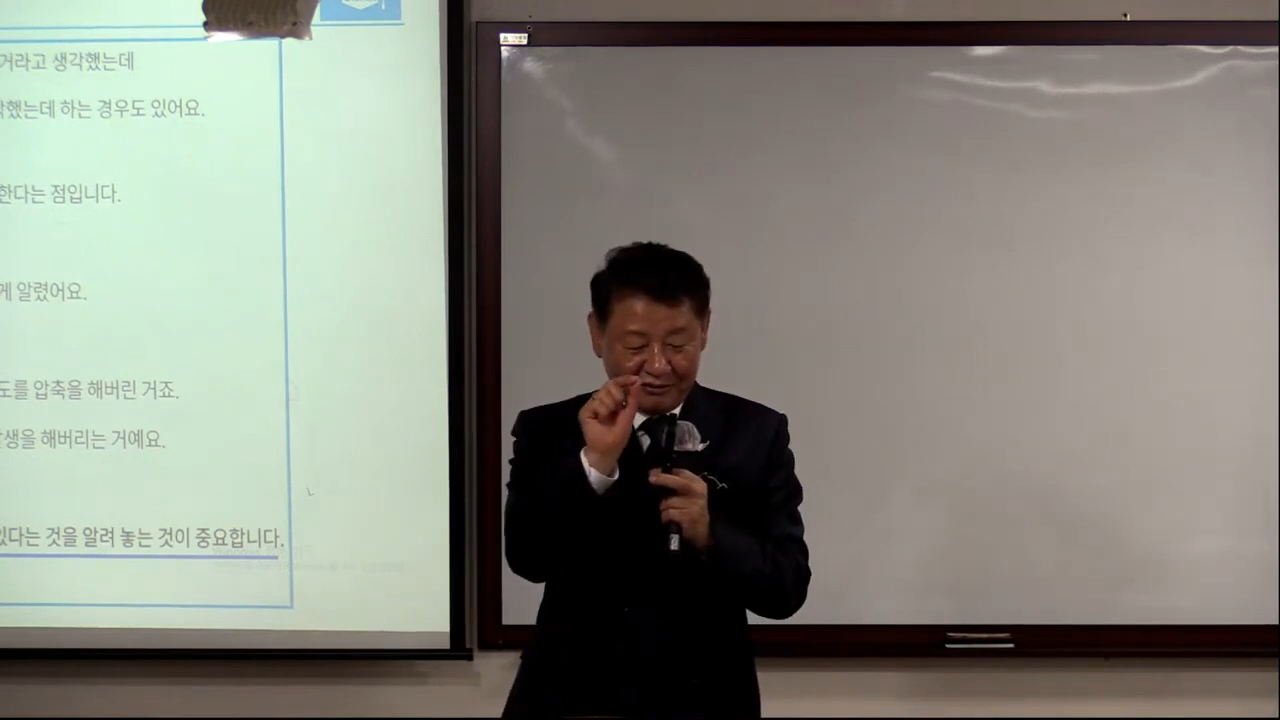 거라고 생각했는데
했는데 하는 경우도 있어요.
한다는 점입니다.
게 알렸어요.
도를 압축을 해버린 거죠.
생을 해버리는 거예요.
있다는 것을 알려 놓는 것이 중요합니다.